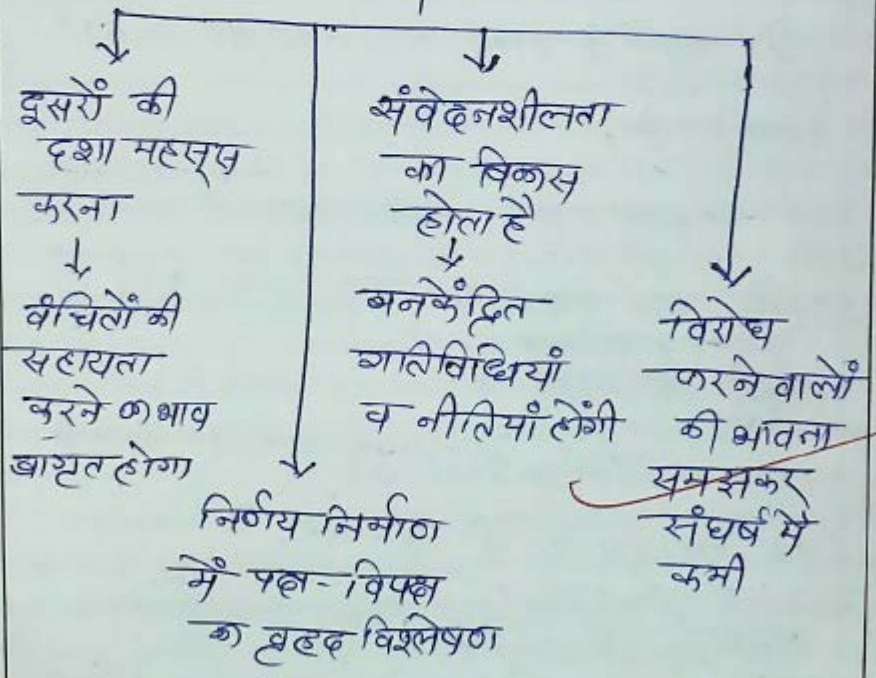 दूसरों की
दशा महसूस
करना
वंचितों की
सहायता
करने का भाव
जागृत होगा
निर्णय निर्माण
में पक्ष-विपक्ष
का वृहद विश्लेषण
संवेदनशीलता
का विकास
होता है
जनकेंद्रित
गतिविधियां
व नीतियां होंगी
विरोध
करने वालों
की भावना
समझकर
संघर्ष में
कमी